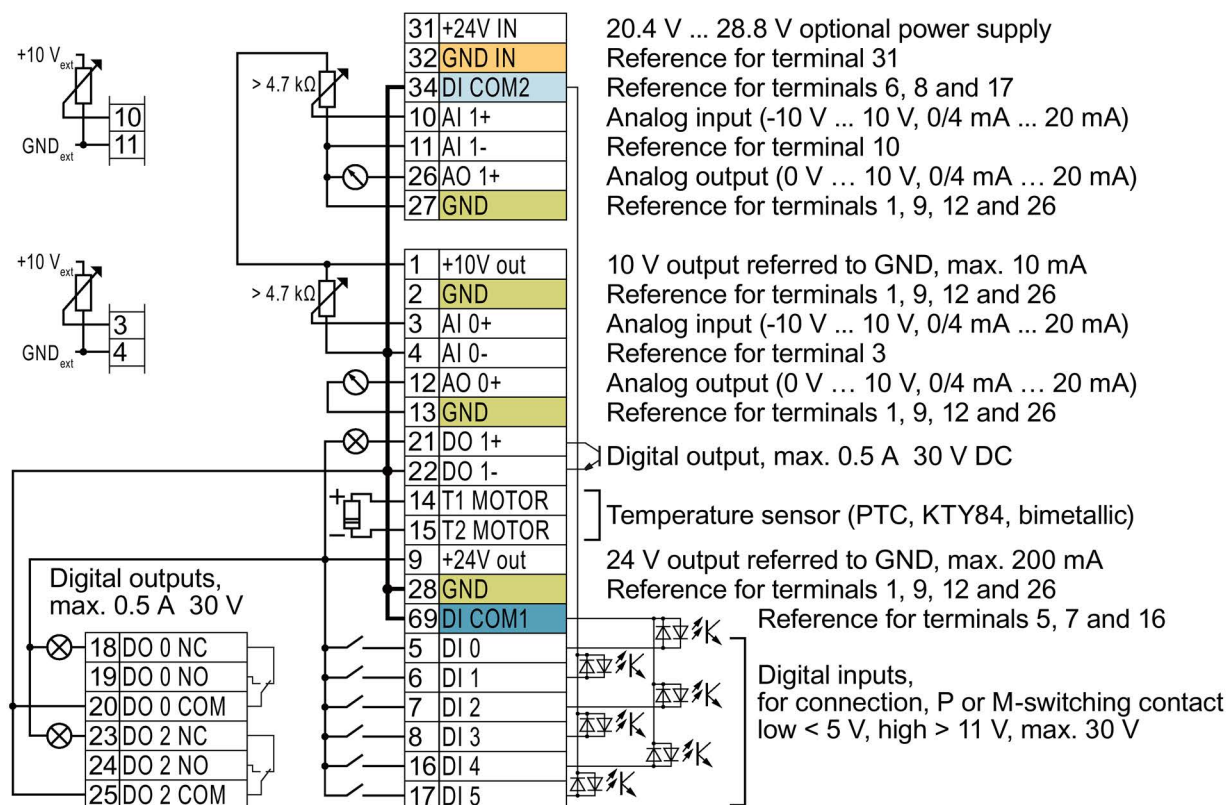 +10 V ext
10
11
GND ext
> 4.7 kΩ
31 +24V IN 20.4 V ... 28.8 V optional power supply
32 GND IN Reference for terminal 31
34 DI COM2 Reference for terminals 6, 8 and 17
10 AI 1+ Analog input (-10 V ... 10 V, 0/4 mA ... 20 mA)
11 AI 1- Reference for terminal 10
26 AO 1+ Analog output (0 V … 10 V, 0/4 mA … 20 mA)
27 GND Reference for terminals 1, 9, 12 and 26
+10 V ext
3
4
GND ext
> 4.7 kΩ
1 +10V out 10 V output referred to GND, max. 10 mA
2 GND Reference for terminals 1, 9, 12 and 26
3 AI 0+ Analog input (-10 V ... 10 V, 0/4 mA ... 20 mA)
4 AI 0- Reference for terminal 3
12 AO 0+ Analog output (0 V … 10 V, 0/4 mA … 20 mA)
13 GND Reference for terminals 1, 9, 12 and 26
21 DO 1+
22 DO 1-
Digital output, max. 0.5 A 30 V DC
+
−
14 T1 MOTOR
15 T2 MOTOR
Temperature sensor (PTC, KTY84, bimetallic)
9 +24V out 24 V output referred to GND, max. 200 mA
28 GND Reference for terminals 1, 9, 12 and 26
69 DI COM1 Reference for terminals 5, 7 and 16
5 DI 0
6 DI 1
7 DI 2
8 DI 3
16 DI 4
17 DI 5
Digital inputs,
for connection, P or M-switching contact
low < 5 V, high > 11 V, max. 30 V
Digital outputs,
max. 0.5 A 30 V
18 DO 0 NC
19 DO 0 NO
20 DO 0 COM
23 DO 2 NC
24 DO 2 NO
25 DO 2 COM